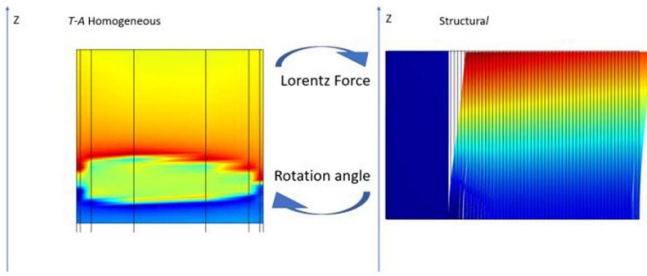 Z
T-A Homogeneous
Z
Structural
Lorentz Force
Rotation angle